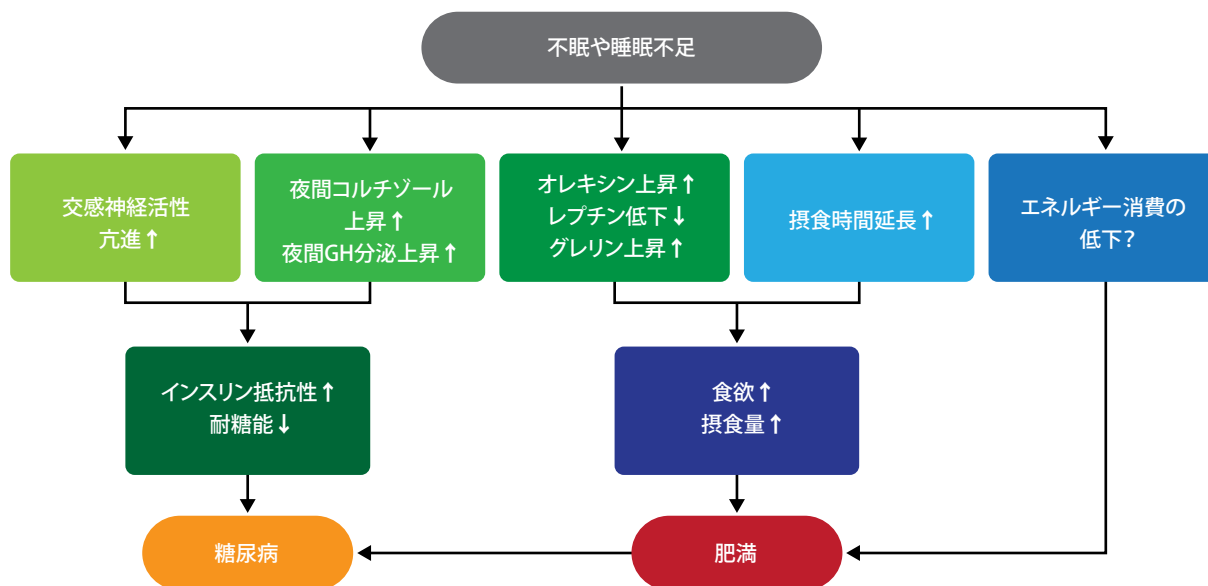 不眠や睡眠不足
交感神経活性
亢進↑
夜間コルチゾール
上昇↑
夜間GH分泌上昇↑
オレキシン上昇↑
レプチン低下↓
グレリン上昇↑
摂食時間延長↑
エネルギー消費の
低下?
インスリン抵抗性↑
耐糖能↓
食欲↑
摂食量↑
糖尿病
肥満